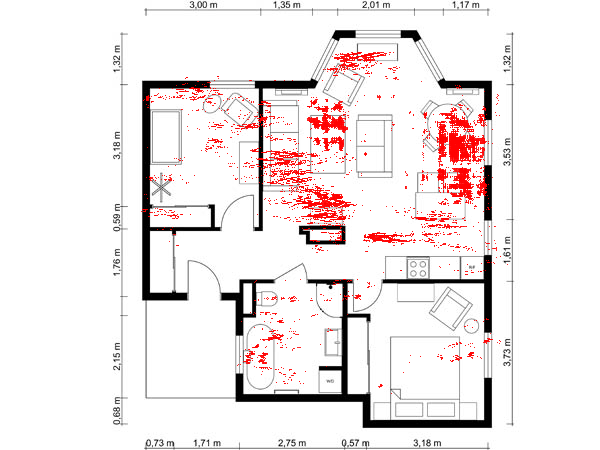 3,00 m 1,35 m 2,01 m 1,17 m
1,32 m
1,32 m
3,18 m
3,53 m
0,59 m
1,76 m
1,61 m
2,15 m
3,73 m
0,68 m
WD
0,73 m 1,71 m 2,75 m 0,57 m 3,18 m